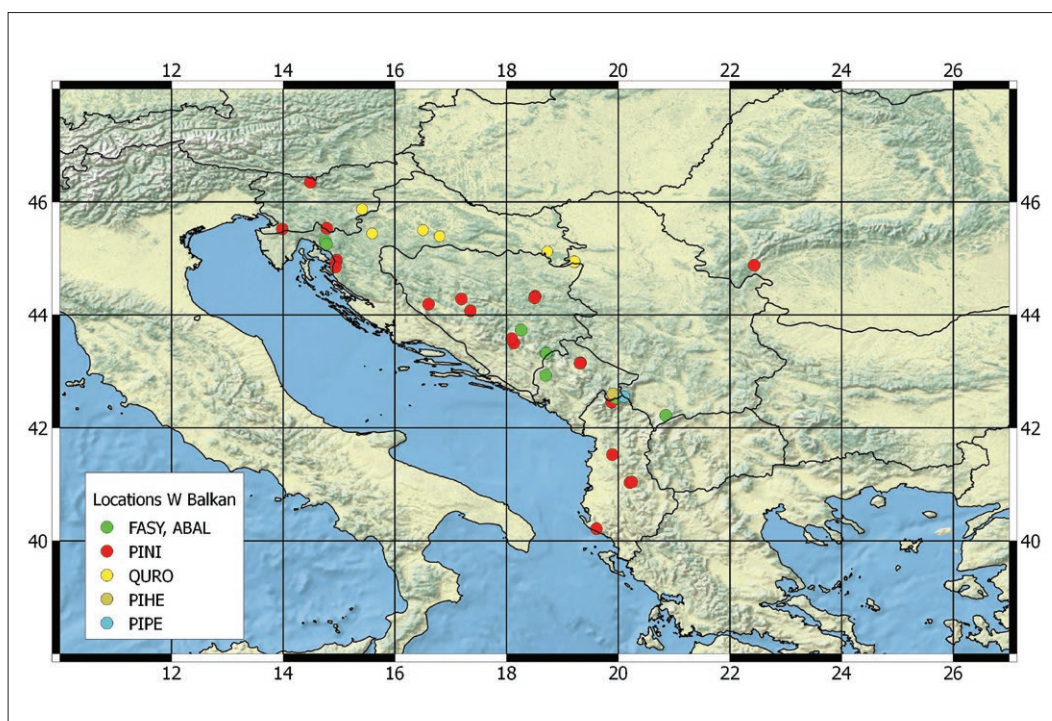 12 14 16 18 20 22 24 26
46 46
44 44
42 42
40 40
Locations W Balkan
FASY, ABAL
PINI
QURO
PIHE
PIPE
12 14 16 18 20 22 24 26